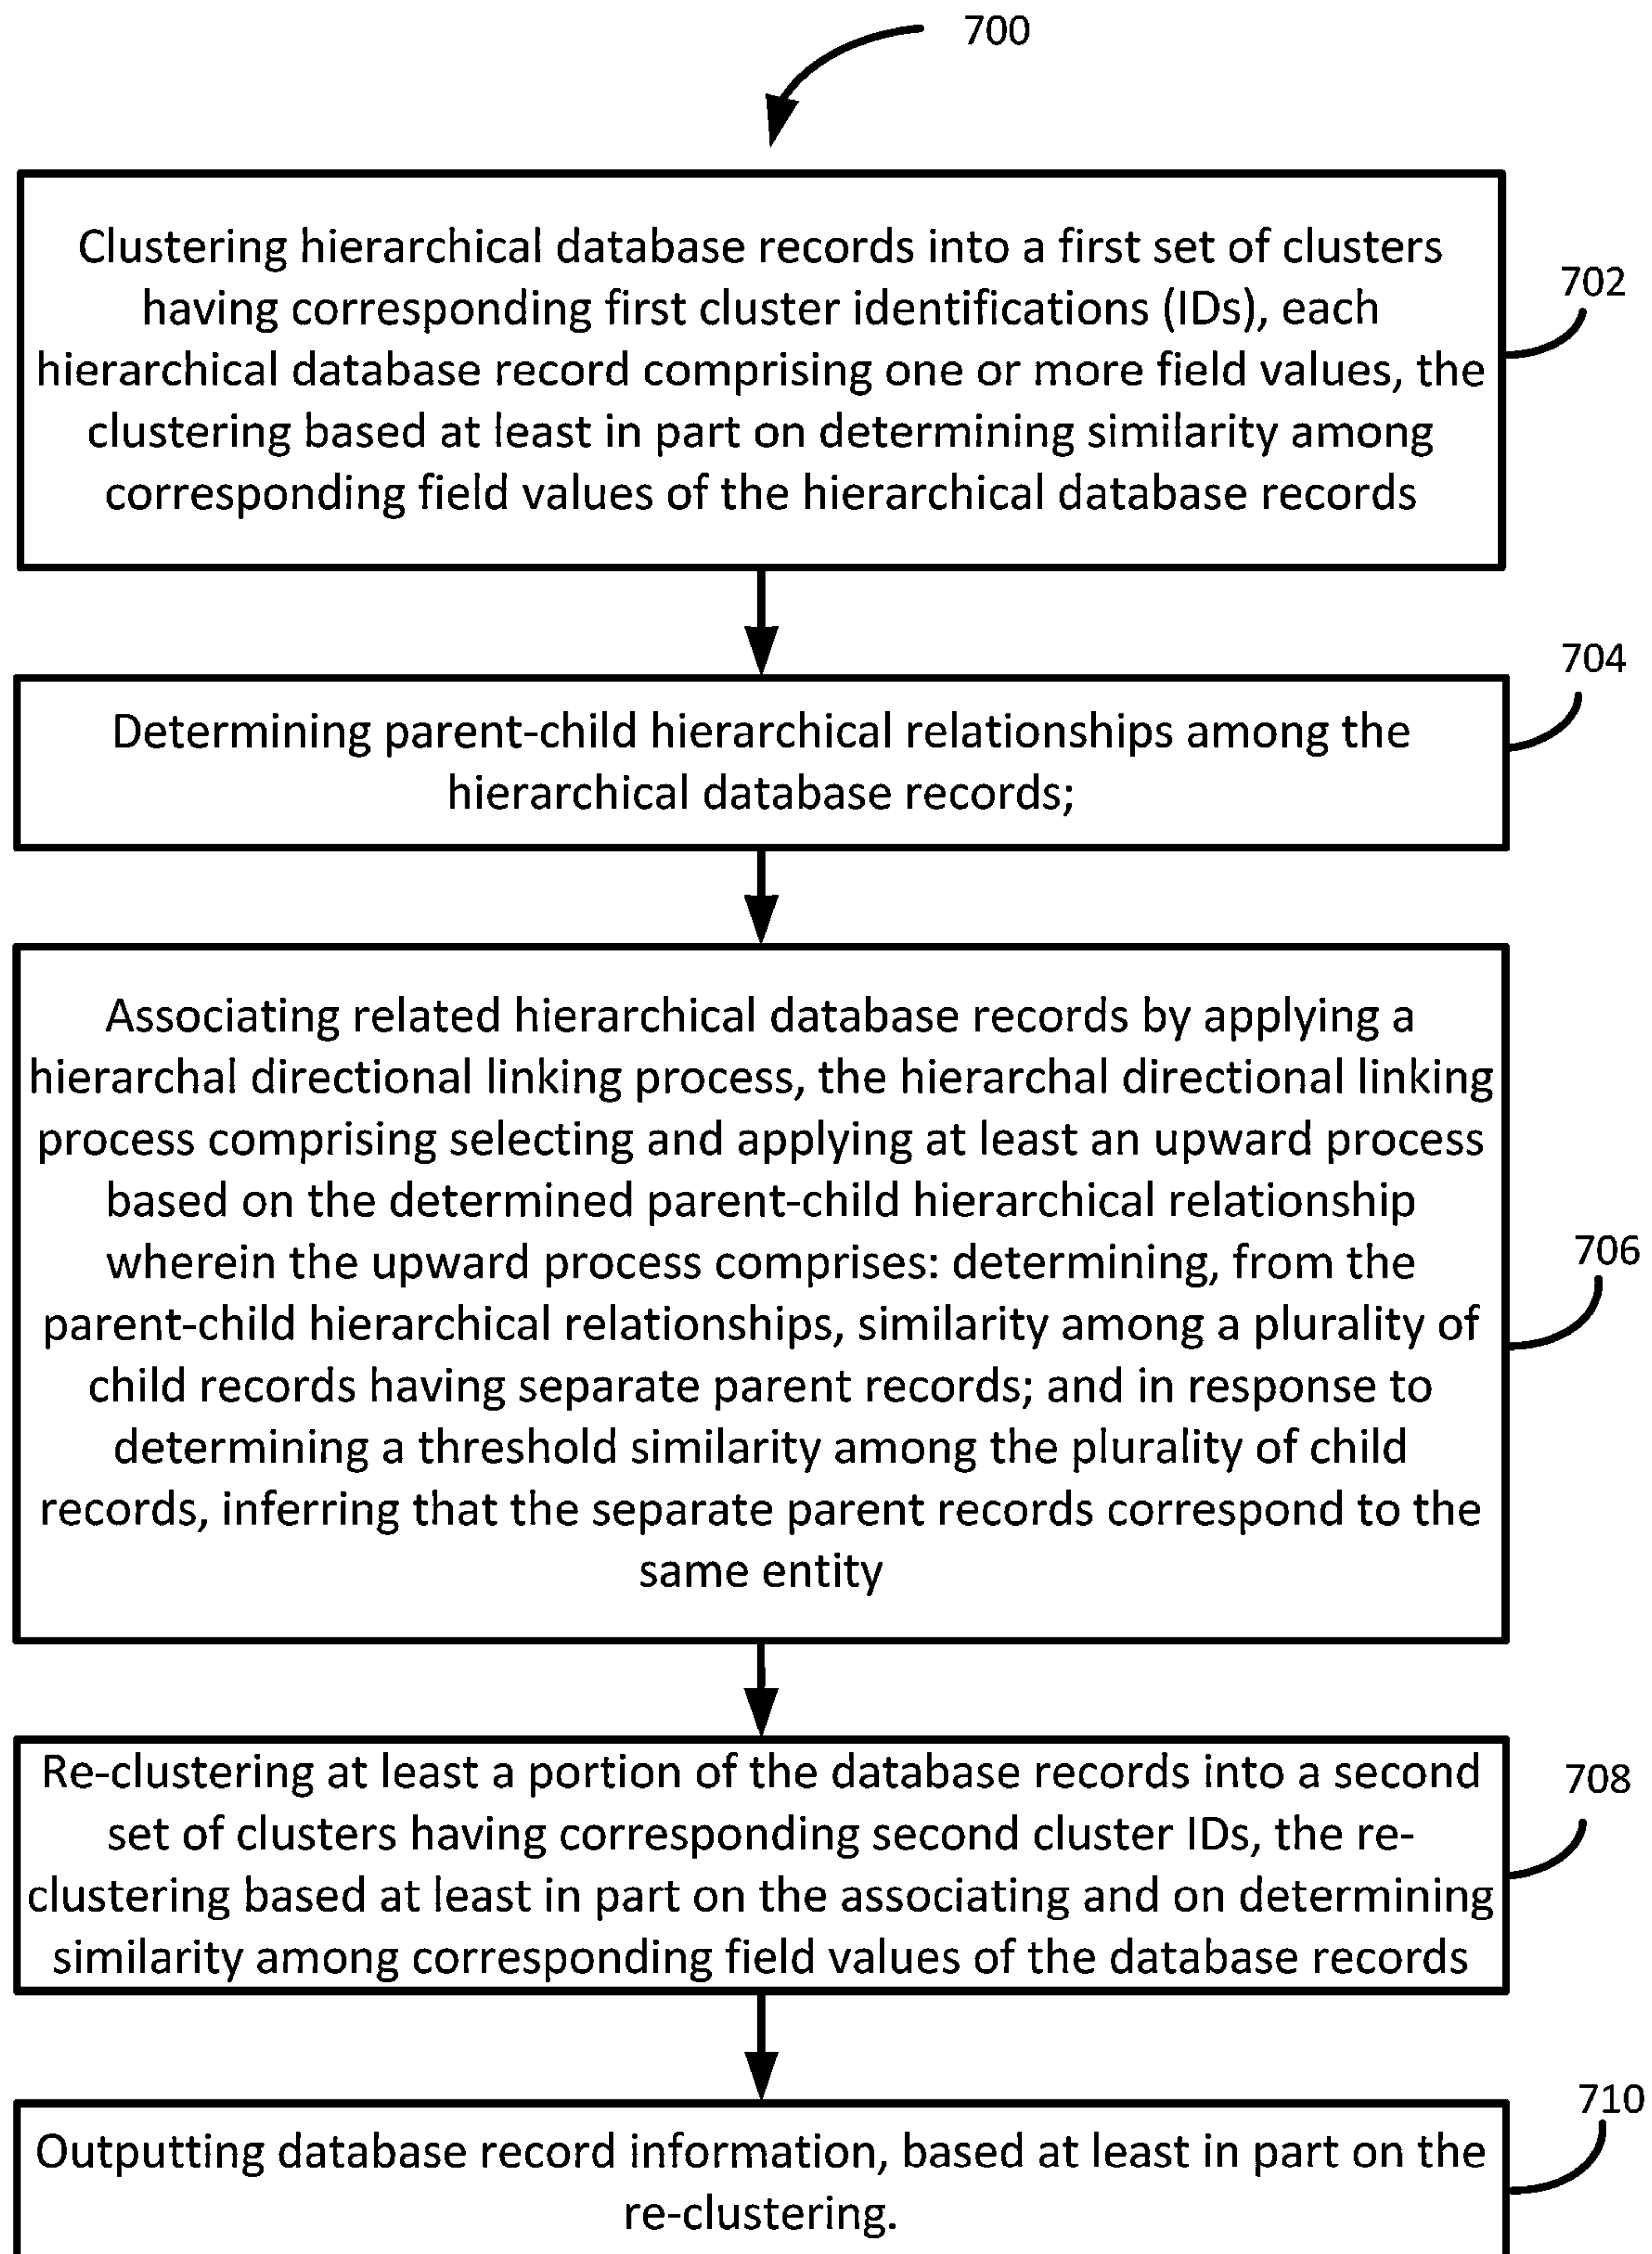 700
Clustering hierarchical database records into a first set of clusters
having corresponding first cluster identifications (IDs), each
hierarchical database record comprising one or more field values, the
clustering based at least in part on determining similarity among
corresponding field values of the hierarchical database records
702
Determining parent-child hierarchical relationships among the
hierarchical database records;
704
Associating related hierarchical database records by applying a
hierarchal directional linking process, the hierarchal directional linking
process comprising selecting and applying at least an upward process
based on the determined parent-child hierarchical relationship
wherein the upward process comprises: determining, from the
parent-child hierarchical relationships, similarity among a plurality of
child records having separate parent records; and in response to
determining a threshold similarity among the plurality of child
records, inferring that the separate parent records correspond to the
same entity
706
Re-clustering at least a portion of the database records into a second
set of clusters having corresponding second cluster IDs, the re-
clustering based at least in part on the associating and on determining
similarity among corresponding field values of the database records
708
Outputting database record information, based at least in part on the
re-clustering.
710